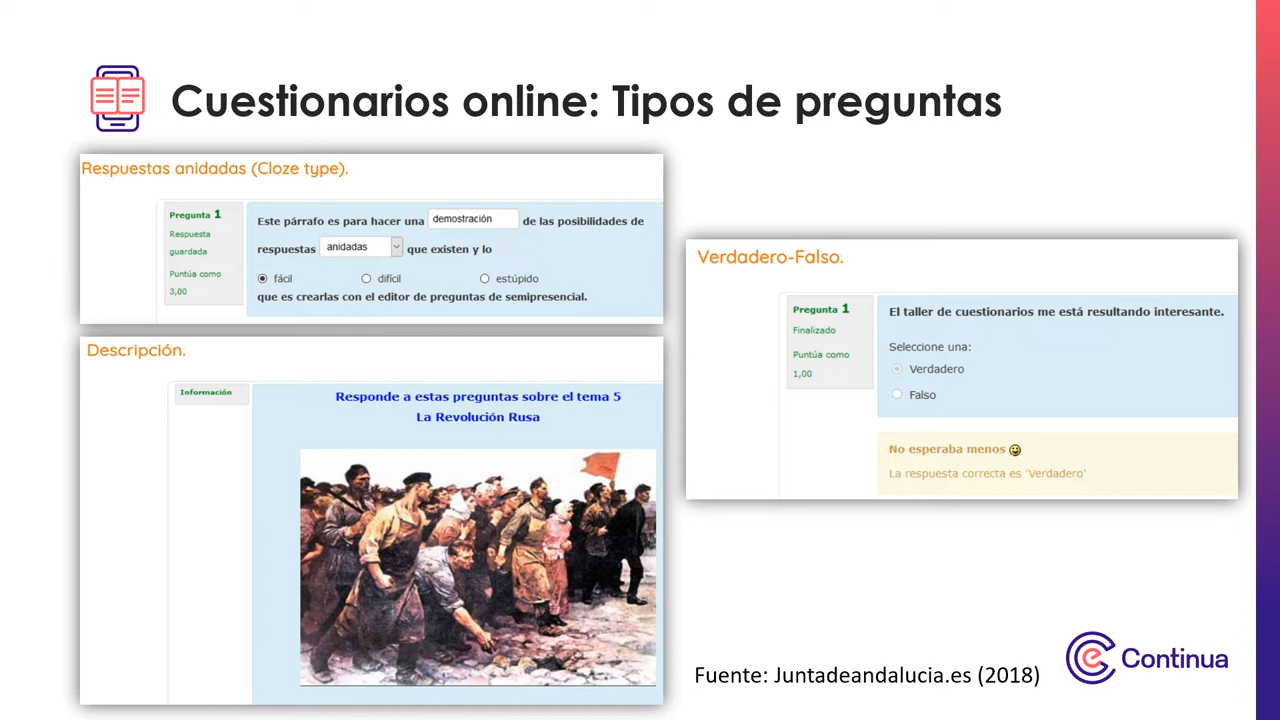 Cuestionarios online: Tipos de preguntas
Respuestas anidadas (Cloze type).
Pregunta 1
Respuesta
guardada
Puntúa como
3,00
Este párrafo es para hacer una demostración de las posibilidades de
respuestas anidadas que existen y lo
fácil difícil estúpido
que es crearlas con el editor de preguntas de semipresencial.
Descripción.
Información
Responde a estas preguntas sobre el tema 5
La Revolución Rusa
Verdadero-Falso.
Pregunta 1
Finalizado
Puntúa como
1,00
El taller de cuestionarios me está resultando interesante.
Seleccione una:
Verdadero
Falso
No esperaba menos
La respuesta correcta es 'Verdadero'
Fuente: Juntadeandalucia.es (2018)
e Continua